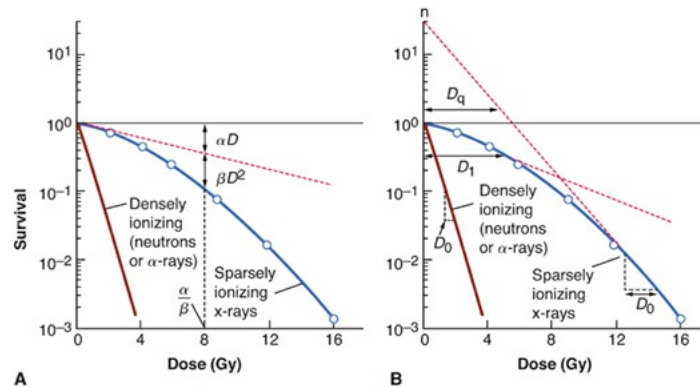 10¹
10⁰
10⁻¹
10⁻²
10⁻³
Survival
αD
βD²
Densely
ionizing
(neutrons
or α-rays)
α
β
Sparsely
ionizing
x-rays
0
4
8
12
16
Dose (Gy)
A
n
10¹
10⁰
10⁻¹
10⁻²
10⁻³
Dq
D₁
Densely
ionizing
(neutrons
or α-rays)
D₀
Sparsely
ionizing
x-rays
D₀
0
4
8
12
16
Dose (Gy)
B